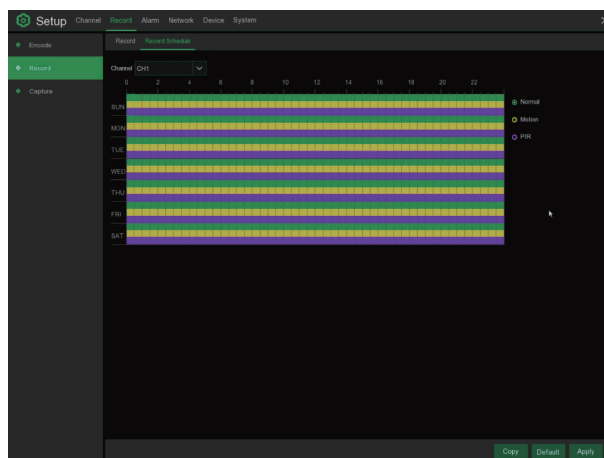 Setup Channel Record Alarm Network Device System
Encode
Record
Capture
Record Record Schedule
Channel CH1
0 2 4 6 8 10 12 14 16 18 20 22
SUN
MON
TUE
WED
THU
FRI
SAT
Normal
Motion
PIR
Copy Default Apply